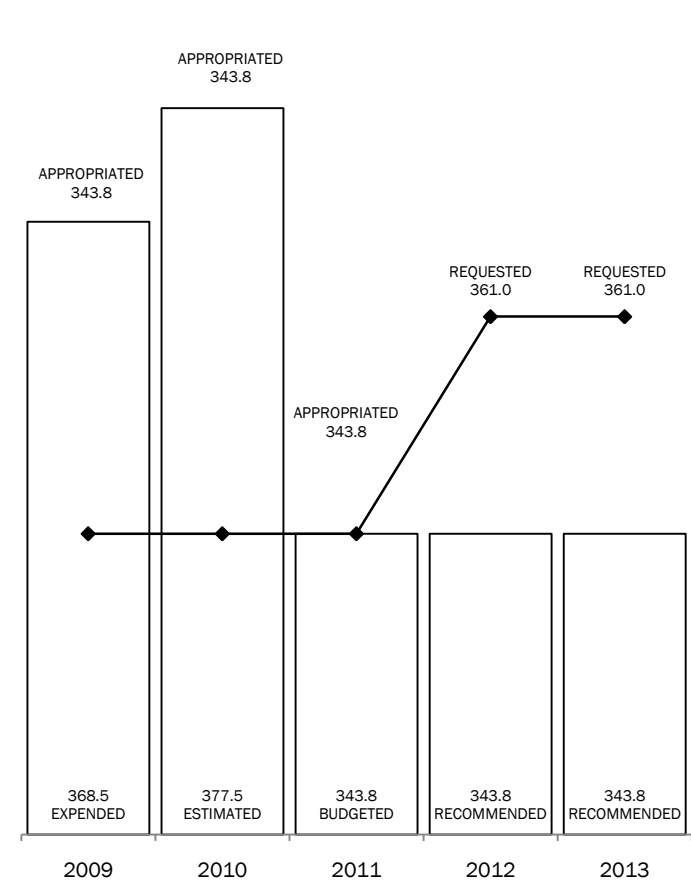 APPROPRIATED
343.8
APPROPRIATED
343.8
REQUESTED
361.0
REQUESTED
361.0
APPROPRIATED
343.8
368.5
EXPENDED
377.5
ESTIMATED
343.8
BUDGETED
343.8
RECOMMENDED
343.8
RECOMMENDED
2009
2010
2011
2012
2013